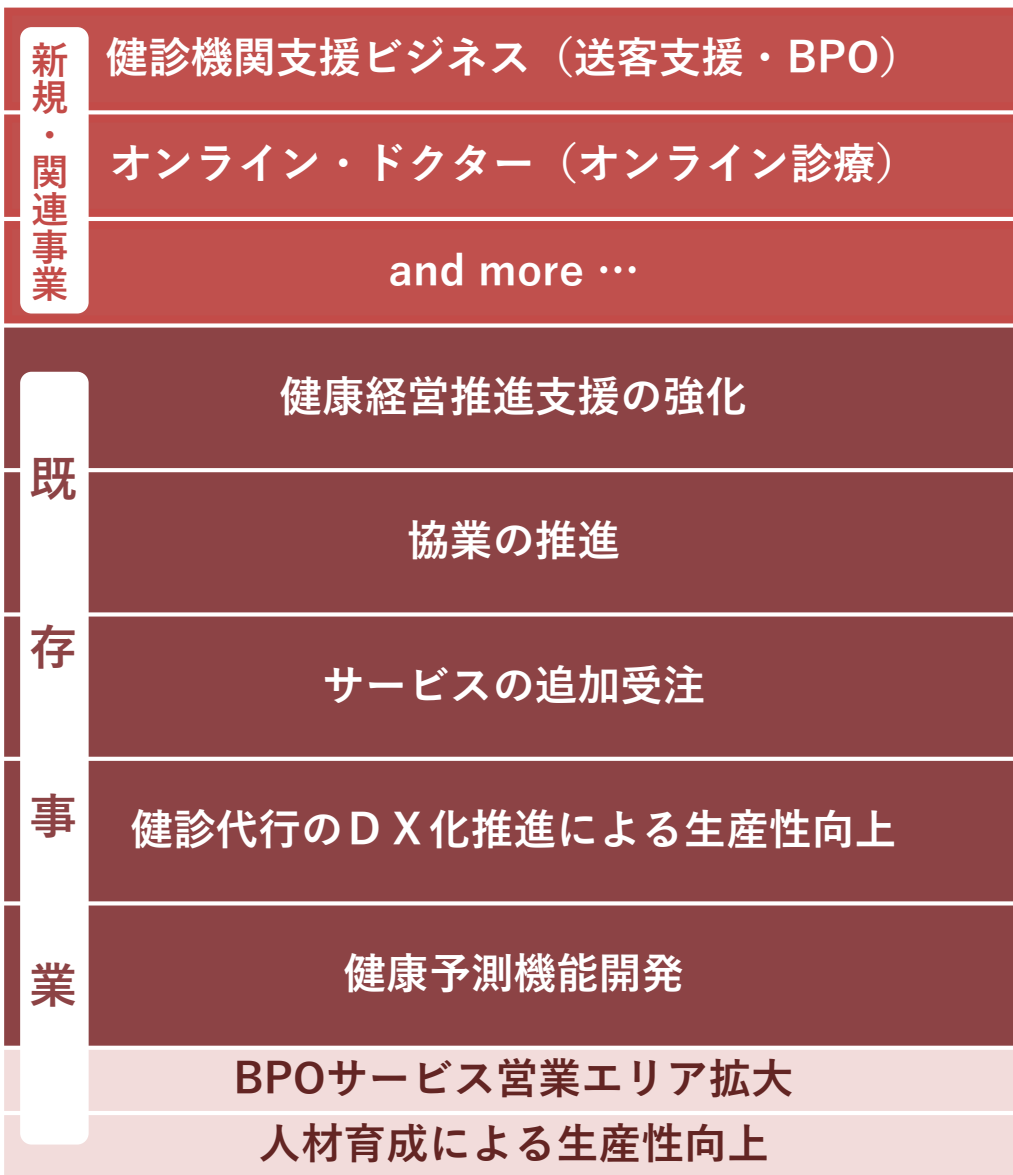 新規・関連事業
健診機関支援ビジネス（送客支援・BPO）
オンライン・ドクター（オンライン診療）
and more …
既存事業
健康経営推進支援の強化
協業の推進
サービスの追加受注
健診代行のＤＸ化推進による生産性向上
健康予測機能開発
BPOサービス営業エリア拡大
人材育成による生産性向上